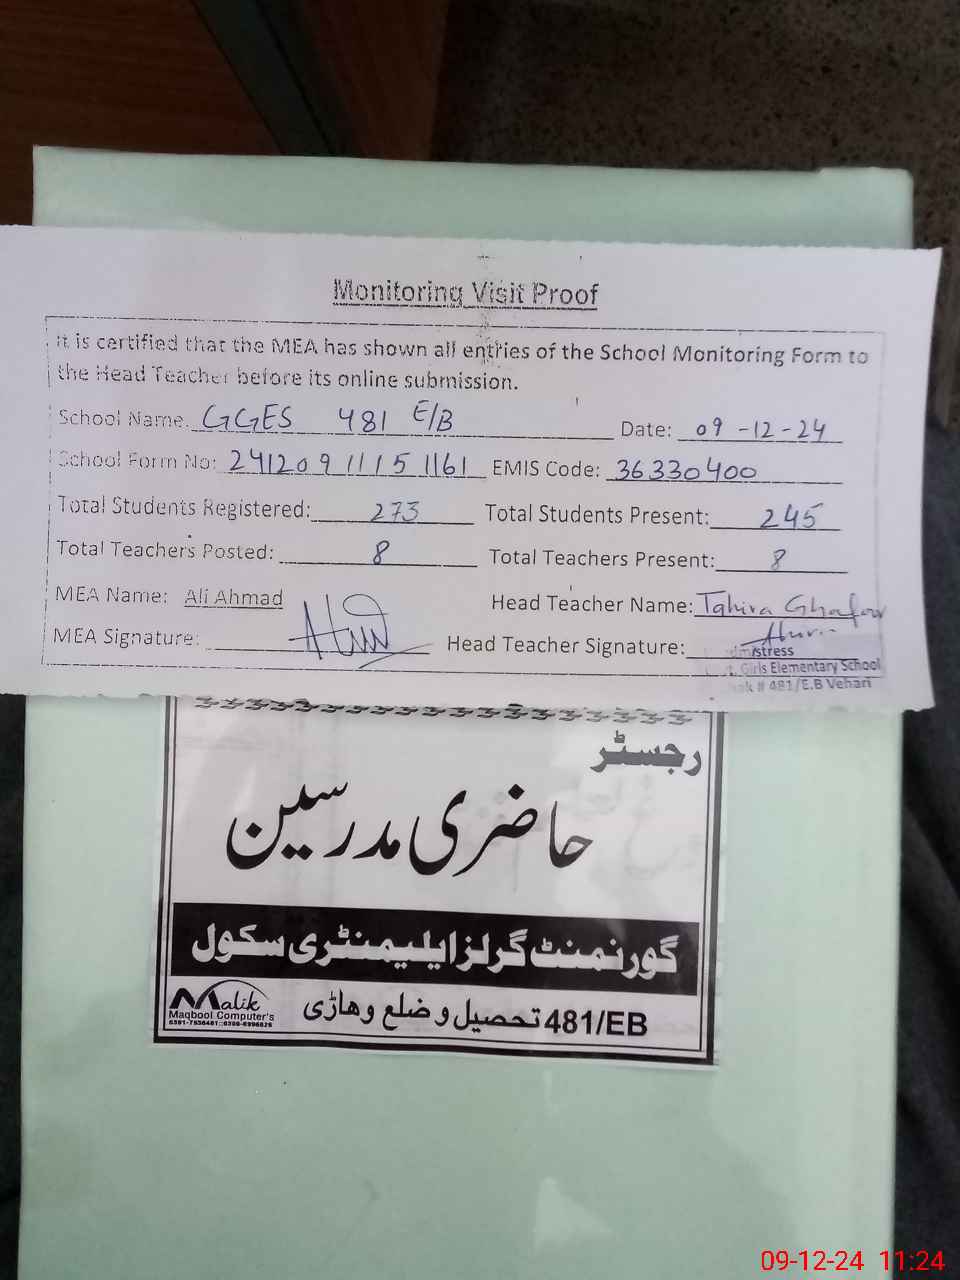 Monitoring Visit Proof
It is certified that the MEA has shown all entries of the School Monitoring Form to
the Head Teacher before its online submission.
School Name: GGES 481 E/B Date: 09-12-24
School Form No: 241209111151161 EMIS Code: 36330400
Total Students Registered: 273 Total Students Present: 245
Total Teachers Posted: 8 Total Teachers Present: 8
MEA Name: Ali Ahmad Head Teacher Name: Tahira Ghafoor
MEA Signature: Head Teacher Signature:
Girls Elementary School
# 481/E.B Vehari
رجسٹر
حاضری مدرسین
گورنمنٹ گرلز ایلیمنٹری سکول
481/EB تحصیل و ضلع وھاڑی
Malik
Maqbool Computer's
09-12-24 11:24